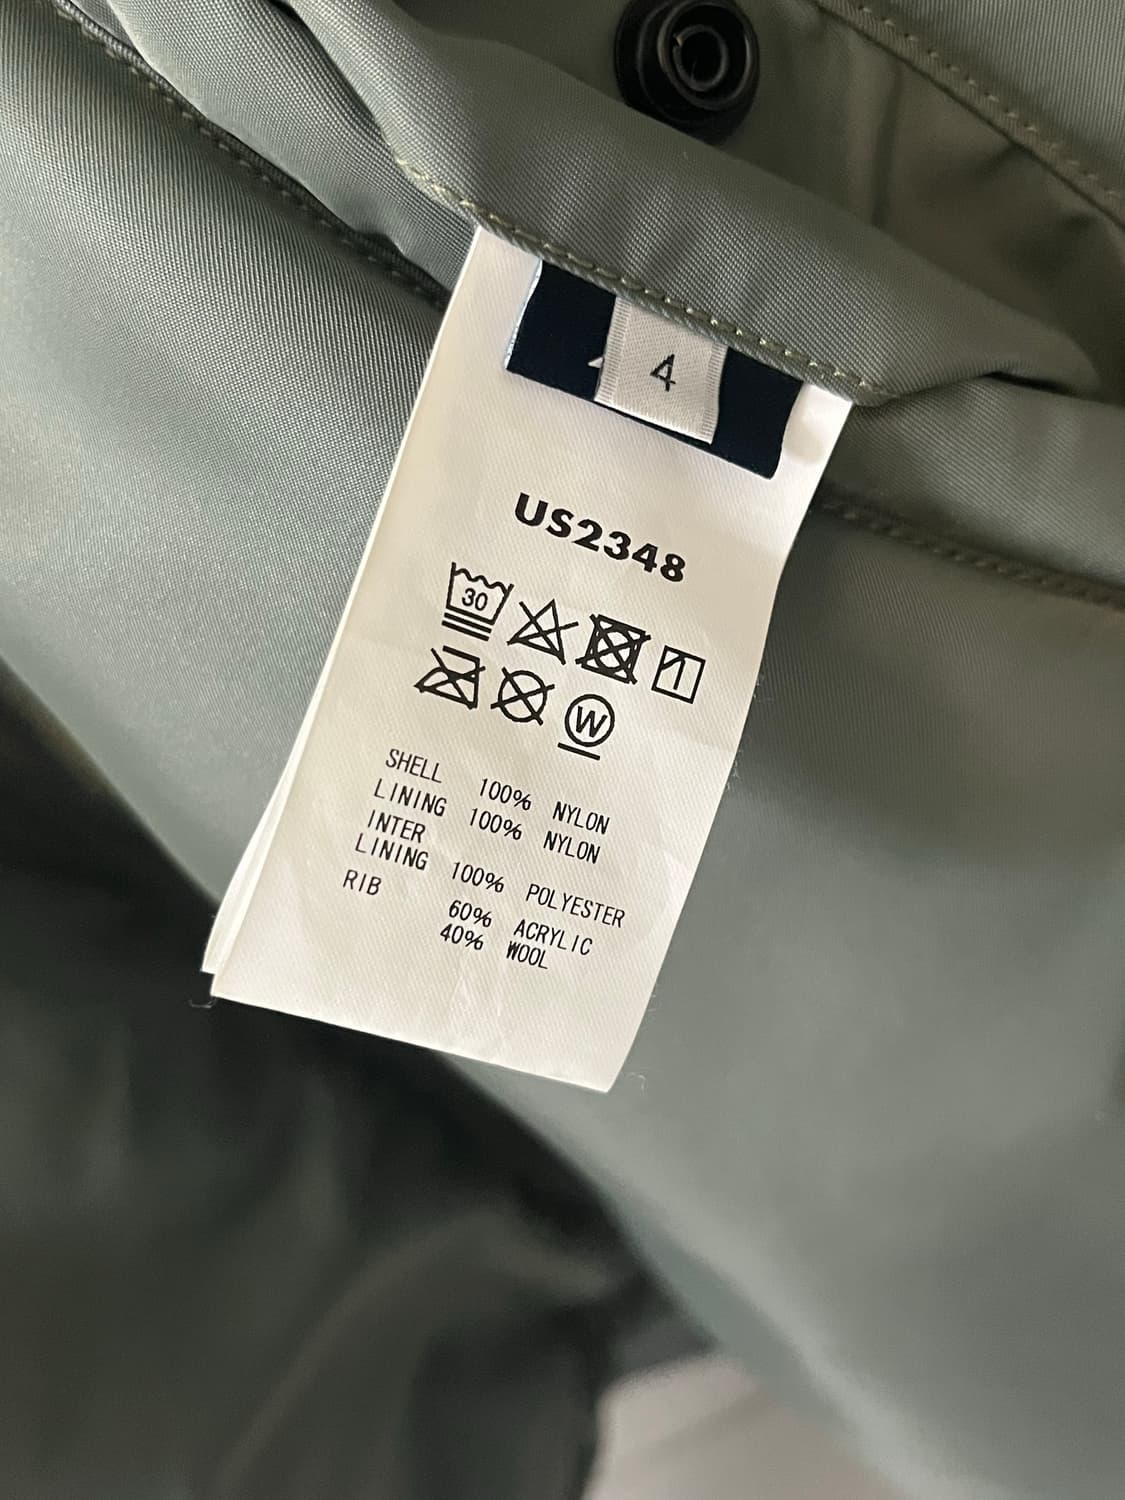 4
US2348
30
W
SHELL 100% NYLON
LINING 100% NYLON
INTER
LINING 100% POLYESTER
RIB 60% ACRYLIC
40% WOOL